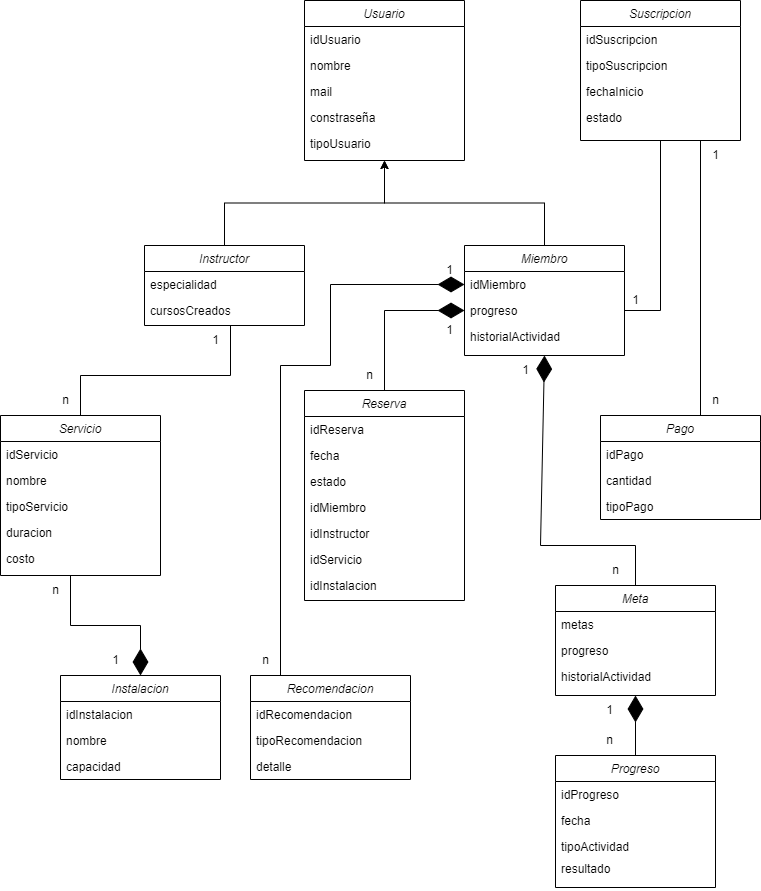 Usuario
idUsuario
nombre
mail
constraseña
tipoUsuario
Suscripcion
idSuscripcion
tipoSuscripcion
fechaInicio
estado
1
Instructor
especialidad
cursosCreados
1
Miembro
idMiembro
progreso
historialActividad
1
1
1
1
n
n
n
Servicio
idServicio
nombre
tipoServicio
duracion
costo
Reserva
idReserva
fecha
estado
idMiembro
idInstructor
idServicio
idInstalacion
Pago
idPago
cantidad
tipoPago
n
n
Meta
metas
progreso
historialActividad
1
n
1
n
Instalacion
idInstalacion
nombre
capacidad
Recomendacion
idRecomendacion
tipoRecomendacion
detalle
Progreso
idProgreso
fecha
tipoActividad
resultado